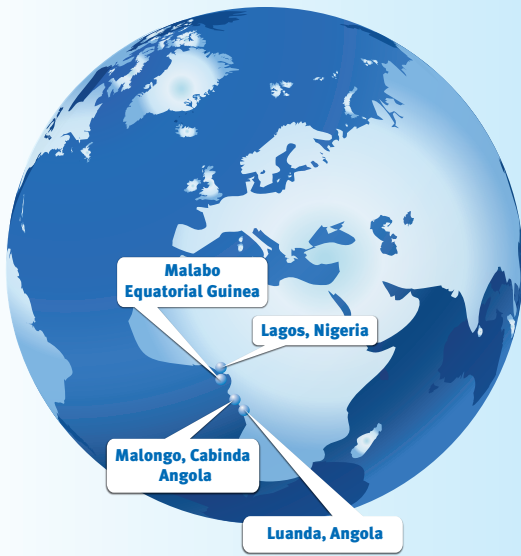 Malabo
Equatorial Guinea
Lagos, Nigeria
Malongo, Cabinda
Angola
Luanda, Angola